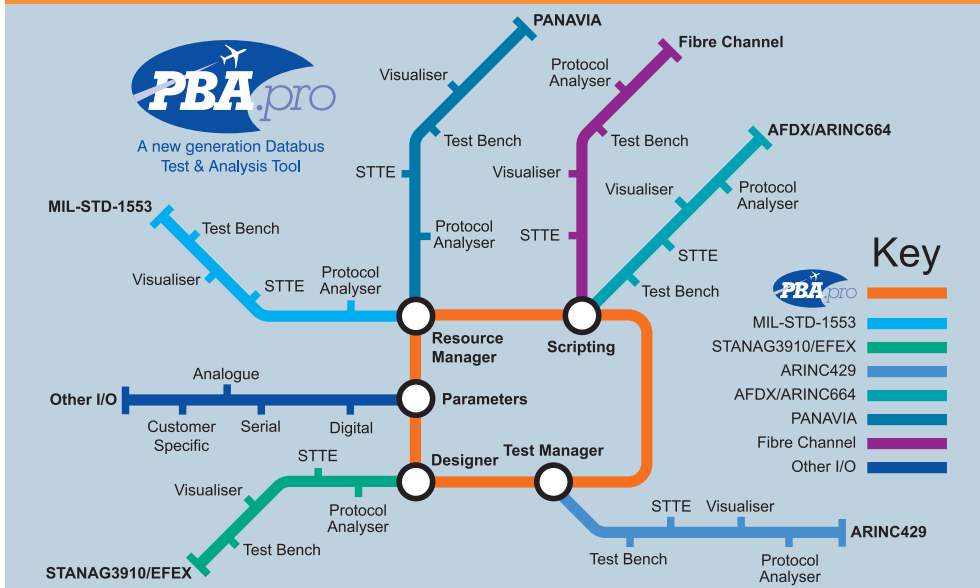 PBA.pro
A new generation Databus
Test & Analysis Tool
PANAVIA
Visualiser
Test Bench
STTE
Protocol
Analyser
Fibre Channel
Protocol
Analyser
Test Bench
Visualiser
STTE
AFDX/ARINC664
Visualiser
Protocol
Analyser
STTE
Test Bench
MIL-STD-1553
Test Bench
Visualiser
STTE
Protocol
Analyser
Resource
Manager
Scripting
Other I/O
Analogue
Customer
Specific
Serial
Digital
Parameters
Designer
Test Manager
STTE
Visualiser
Protocol
Analyser
Test Bench
STANAG3910/EFEX
STTE
Visualiser
Test Bench
Protocol
Analyser
ARINC429
Key
PBA.pro
MIL-STD-1553
STANAG3910/EFEX
ARINC429
AFDX/ARINC664
PANAVIA
Fibre Channel
Other I/O